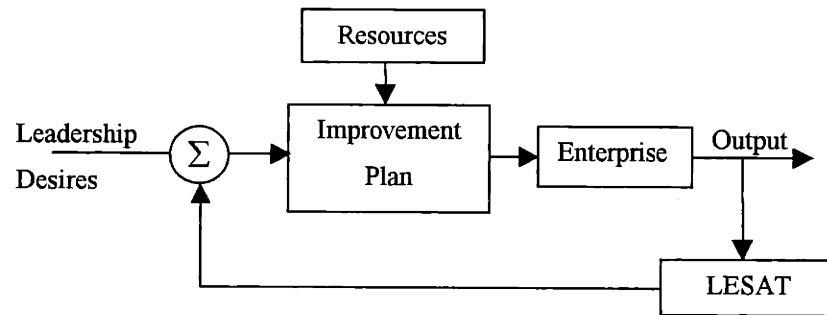 Resources
Leadership
Desires
Σ
Improvement
Plan
Enterprise
Output
LESAT